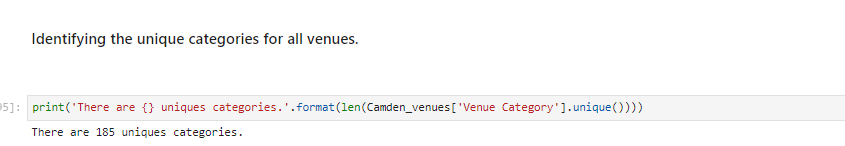 Identifying the unique categories for all venues.
95]: print('There are {} uniques categories.'.format(len(Camden_venues['Venue Category'].unique())))
There are 185 uniques categories.